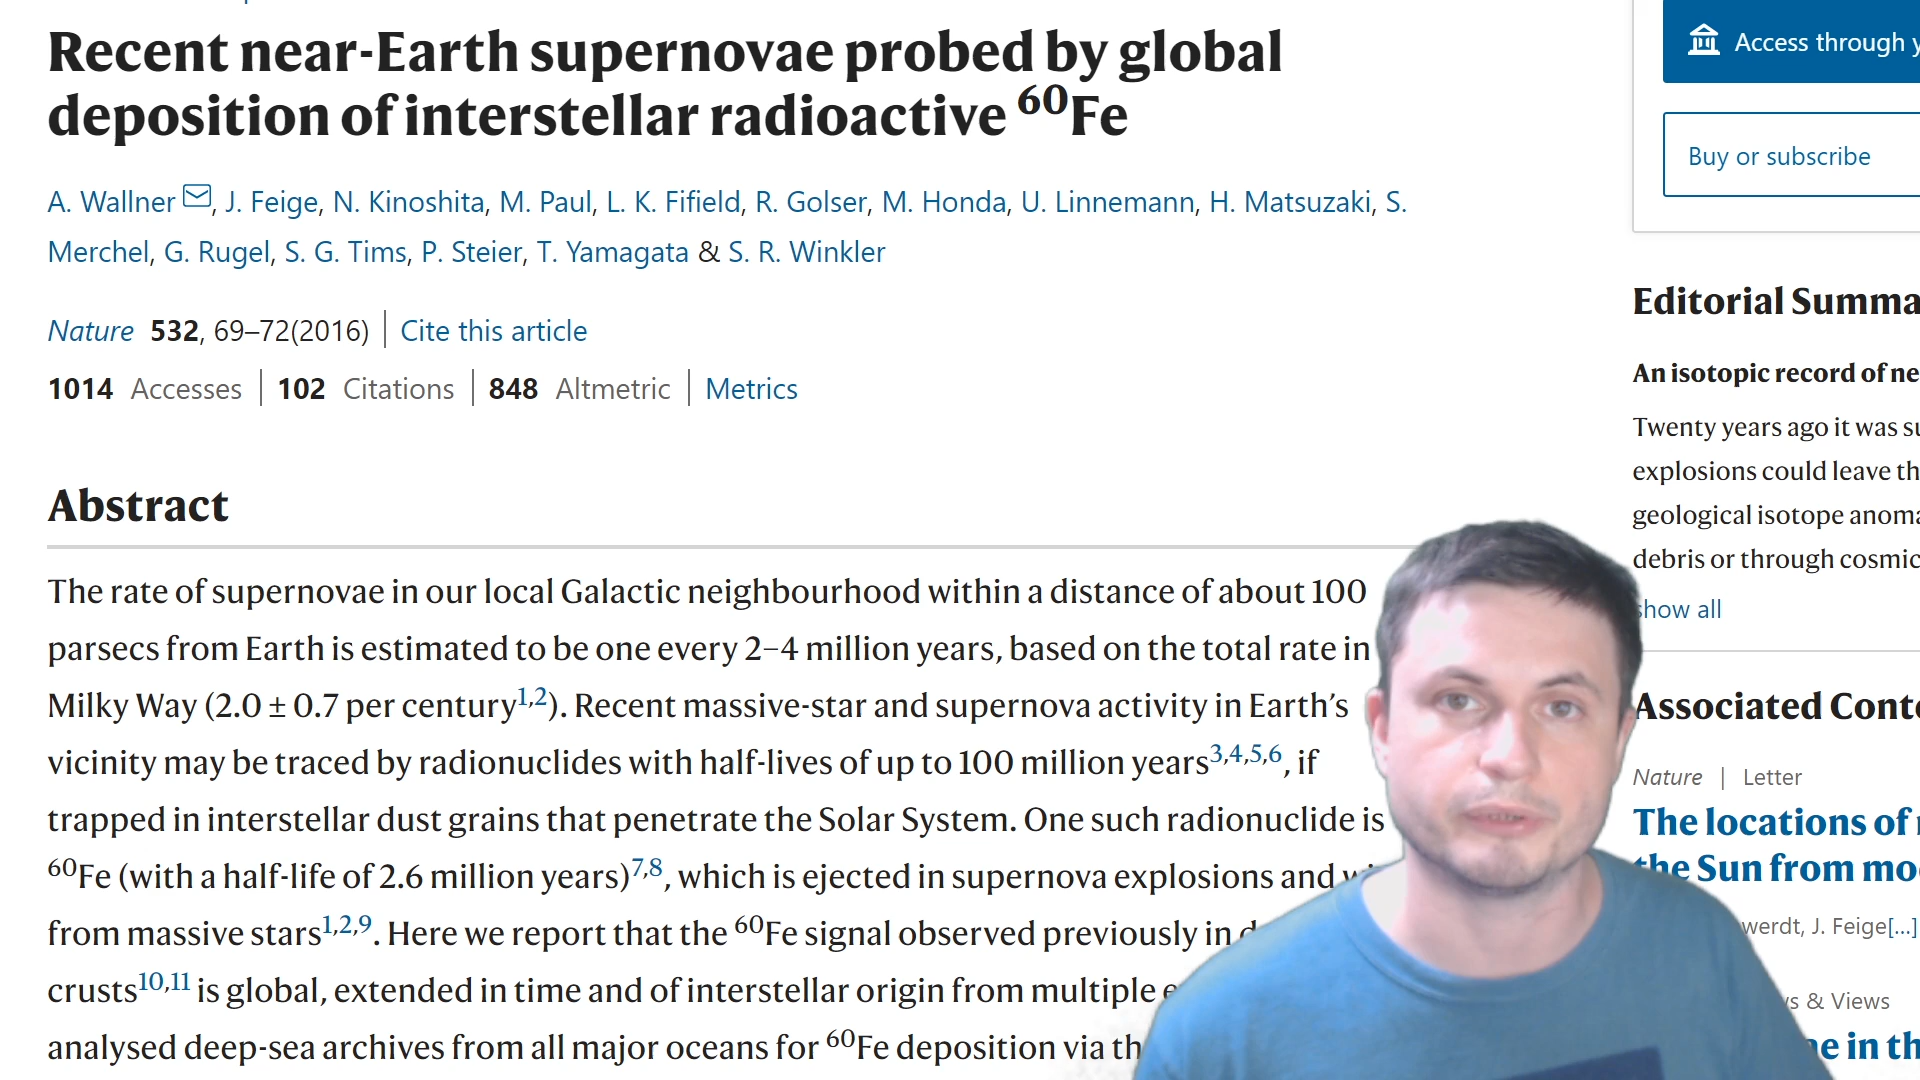 Recent near-Earth supernovae probed by global
deposition of interstellar radioactive ⁶⁰Fe
A. Wallner, J. Feige, N. Kinoshita, M. Paul, L. K. Fifield, R. Golser, M. Honda, U. Linnemann, H. Matsuzaki, S.
Merchel, G. Rugel, S. G. Tims, P. Steier, T. Yamagata & S. R. Winkler
Nature 532, 69–72(2016) | Cite this article
1014 Accesses | 102 Citations | 848 Altmetric | Metrics
Abstract
The rate of supernovae in our local Galactic neighbourhood within a distance of about 100
parsecs from Earth is estimated to be one every 2–4 million years, based on the total rate in
Milky Way (2.0 ± 0.7 per century¹,²). Recent massive-star and supernova activity in Earth's
vicinity may be traced by radionuclides with half-lives of up to 100 million years³,⁴,⁵,⁶, if
trapped in interstellar dust grains that penetrate the Solar System. One such radionuclide is
⁶⁰Fe (with a half-life of 2.6 million years)⁷,⁸, which is ejected in supernova explosions and
from massive stars¹,²,⁹. Here we report that the ⁶⁰Fe signal observed previously in
crusts¹⁰,¹¹ is global, extended in time and of interstellar origin from multiple
analysed deep-sea archives from all major oceans for ⁶⁰Fe deposition via
Access through
Buy or subscribe
Editorial
An isotopic record of
Twenty years ago it was
explosions could leave
geological isotope
debris or through
show all
Associated
Nature | Letter
The locations of
the Sun from
J. Feige[...]
& Views
in